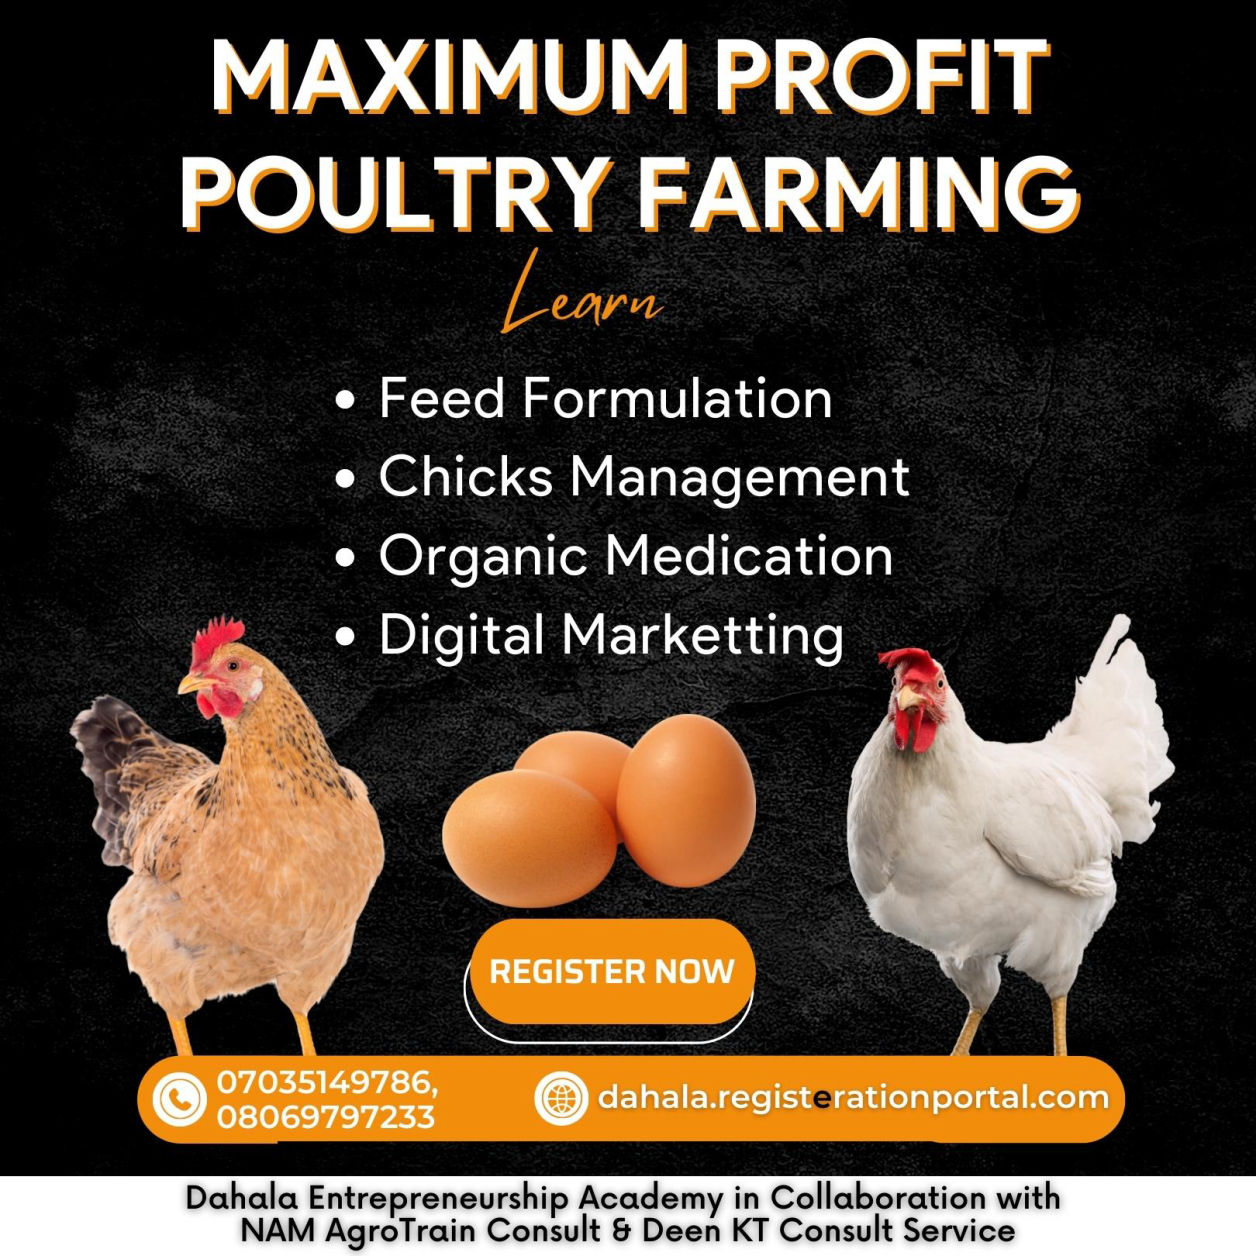 MAXIMUM PROFIT
POULTRY FARMING
Learn
• Feed Formulation
• Chicks Management
• Organic Medication
• Digital Marketting
REGISTER NOW
07035149786,
08069797233
dahala.registerationportal.com
Dahala Entrepreneurship Academy in Collaboration with
NAM AgroTrain Consult & Deen KT Consult Service